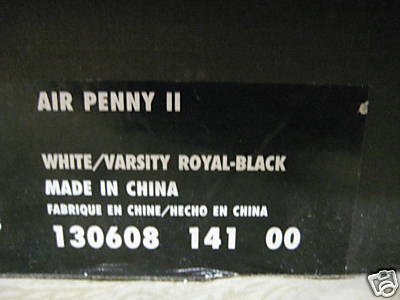 AIR PENNY II
WHITE/VARSITY ROYAL-BLACK
MADE IN CHINA
FABRIQUE EN CHINE/HECHO EN CHINA
130608 141 00